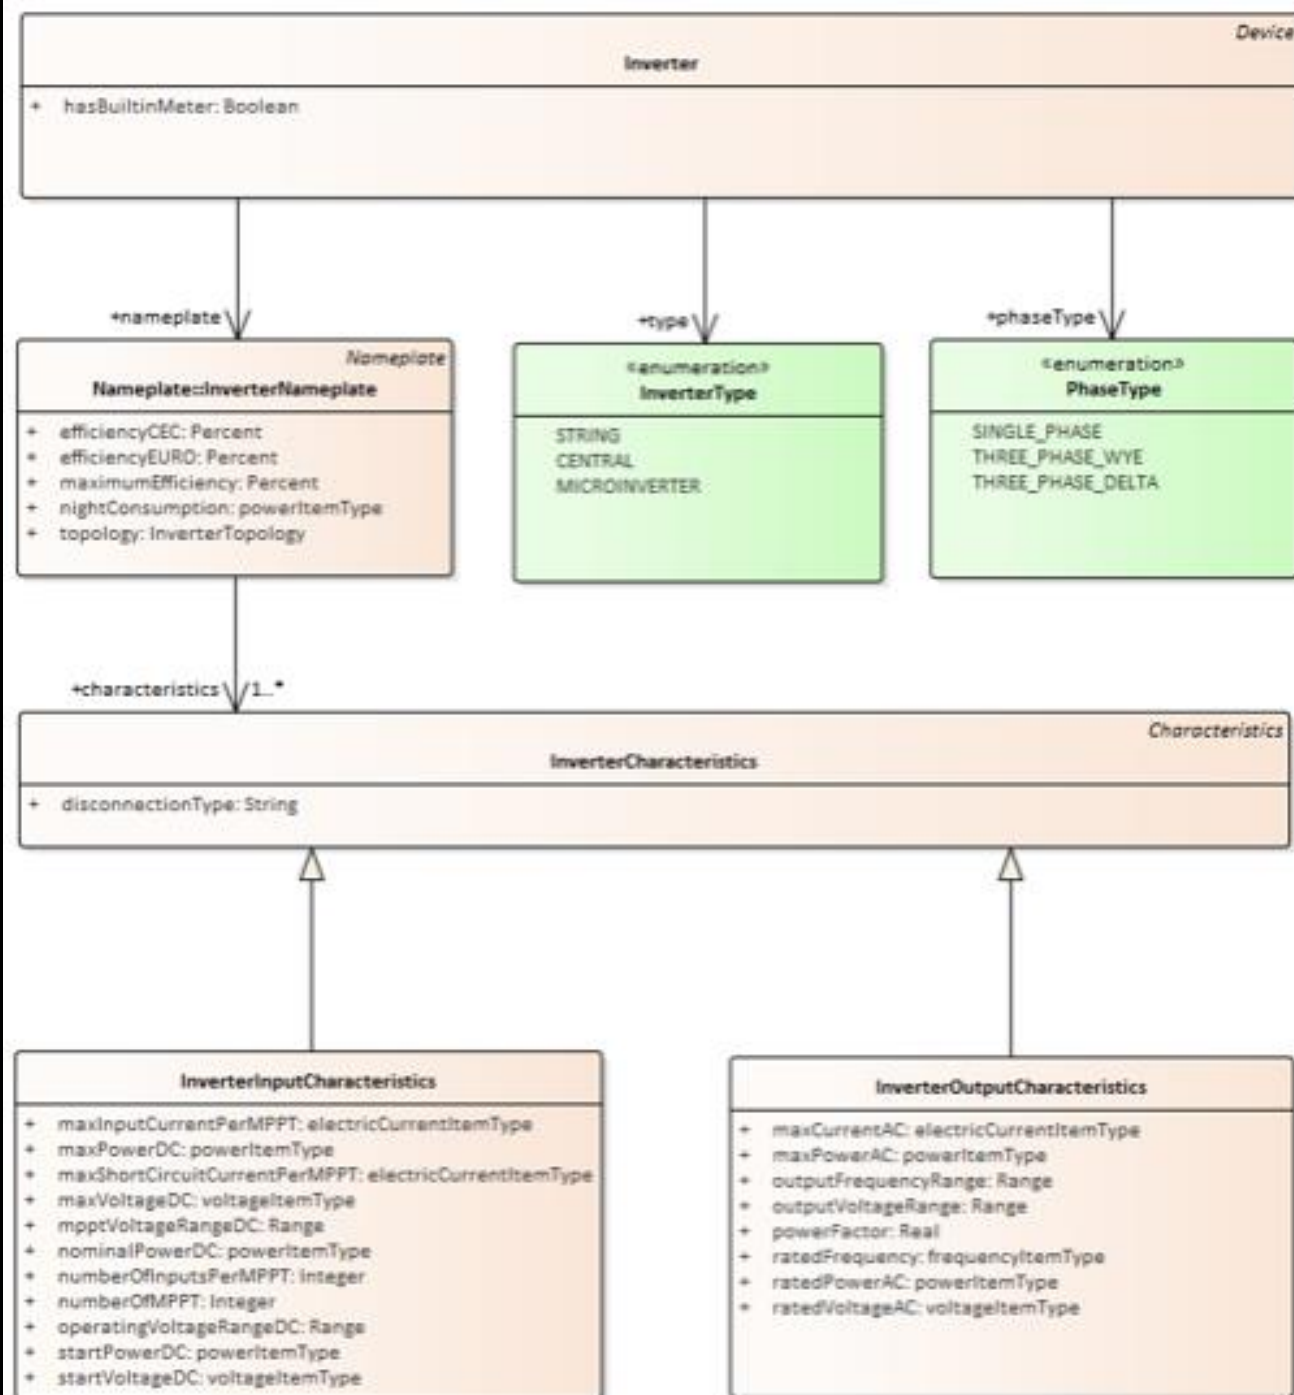 Device
Inverter
+ hasBuiltinMeter: Boolean
+nameplate
+type
+phaseType
Nameplate
Nameplate::InverterNameplate
+ efficiencyCEC: Percent
+ efficiencyEURO: Percent
+ maximumEfficiency: Percent
+ nightConsumption: powerItemType
+ topology: InverterTopology
«enumeration»
InverterType
STRING
CENTRAL
MICROINVERTER
«enumeration»
PhaseType
SINGLE_PHASE
THREE_PHASE_WYE
THREE_PHASE_DELTA
+characteristics 1..*
Characteristics
InverterCharacteristics
+ disconnectionType: String
InverterInputCharacteristics
+ maxInputCurrentPerMPPT: electricCurrentItemType
+ maxPowerDC: powerItemType
+ maxShortCircuitCurrentPerMPPT: electricCurrentItemType
+ maxVoltageDC: voltageItemType
+ mpptVoltageRangeDC: Range
+ nominalPowerDC: powerItemType
+ numberOfInputsPerMPPT: Integer
+ numberOfMPPT: Integer
+ operatingVoltageRangeDC: Range
+ startPowerDC: powerItemType
+ startVoltageDC: voltageItemType
InverterOutputCharacteristics
+ maxCurrentAC: electricCurrentItemType
+ maxPowerAC: powerItemType
+ outputFrequencyRange: Range
+ outputVoltageRange: Range
+ powerFactor: Real
+ ratedFrequency: frequencyItemType
+ ratedPowerAC: powerItemType
+ ratedVoltageAC: voltageItemType